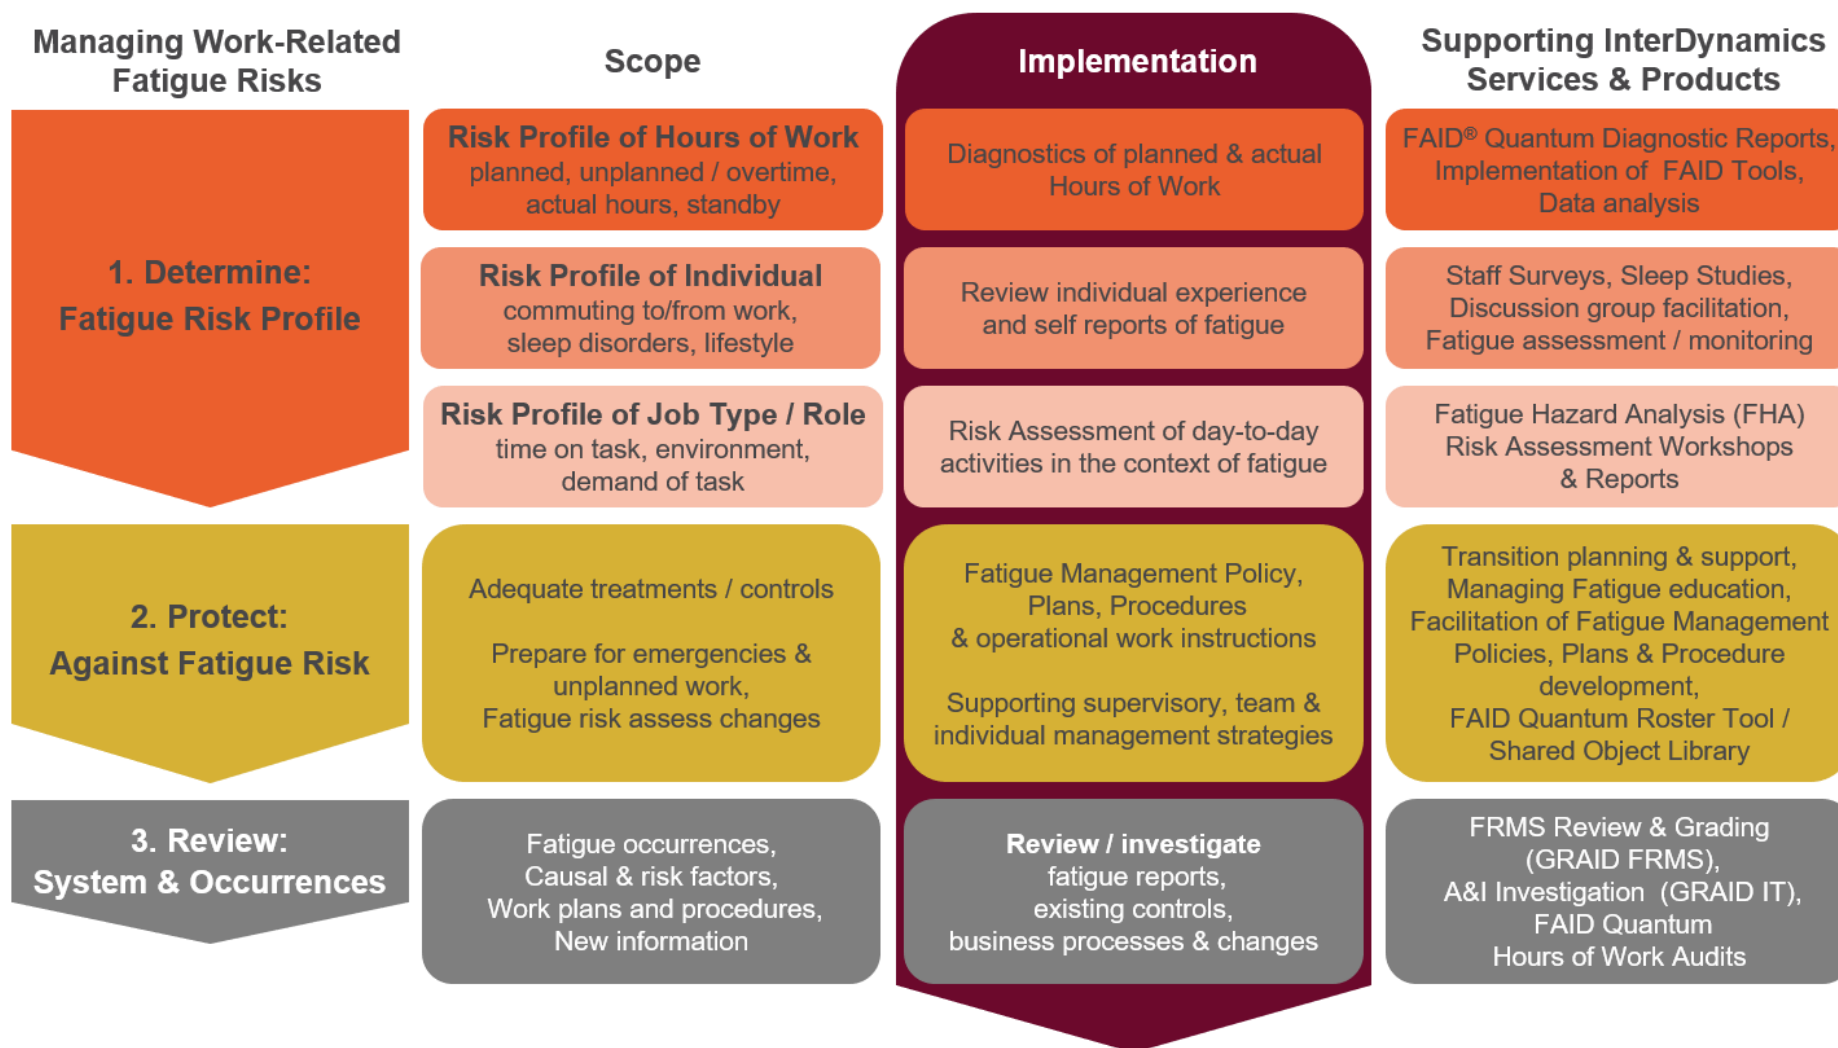 Managing Work-Related
Fatigue Risks
Scope
Implementation
Supporting InterDynamics
Services & Products
1. Determine:
Fatigue Risk Profile
Risk Profile of Hours of Work
planned, unplanned / overtime,
actual hours, standby
Diagnostics of planned & actual
Hours of Work
FAID® Quantum Diagnostic Reports,
Implementation of FAID Tools,
Data analysis
Risk Profile of Individual
commuting to/from work,
sleep disorders, lifestyle
Review individual experience
and self reports of fatigue
Staff Surveys, Sleep Studies,
Discussion group facilitation,
Fatigue assessment / monitoring
Risk Profile of Job Type / Role
time on task, environment,
demand of task
Risk Assessment of day-to-day
activities in the context of fatigue
Fatigue Hazard Analysis (FHA)
Risk Assessment Workshops
& Reports
2. Protect:
Against Fatigue Risk
Adequate treatments / controls
Prepare for emergencies &
unplanned work,
Fatigue risk assess changes
Fatigue Management Policy,
Plans, Procedures
& operational work instructions
Supporting supervisory, team &
individual management strategies
Transition planning & support,
Managing Fatigue education,
Facilitation of Fatigue Management
Policies, Plans & Procedure
development,
FAID Quantum Roster Tool /
Shared Object Library
3. Review:
System & Occurrences
Fatigue occurrences,
Causal & risk factors,
Work plans and procedures,
New information
Review / investigate
fatigue reports,
existing controls,
business processes & changes
FRMS Review & Grading
(GRAID FRMS),
A&I Investigation (GRAID IT),
FAID Quantum
Hours of Work Audits